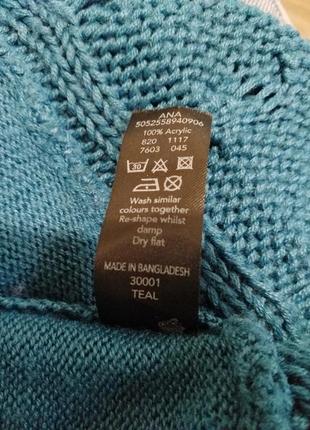 ANA
5052558940906
100% Acrylic
820 1117
7603 045
30
Wash similar
colours together
Re-shape whilst
damp
Dry flat
MADE IN BANGLADESH
30001
TEAL